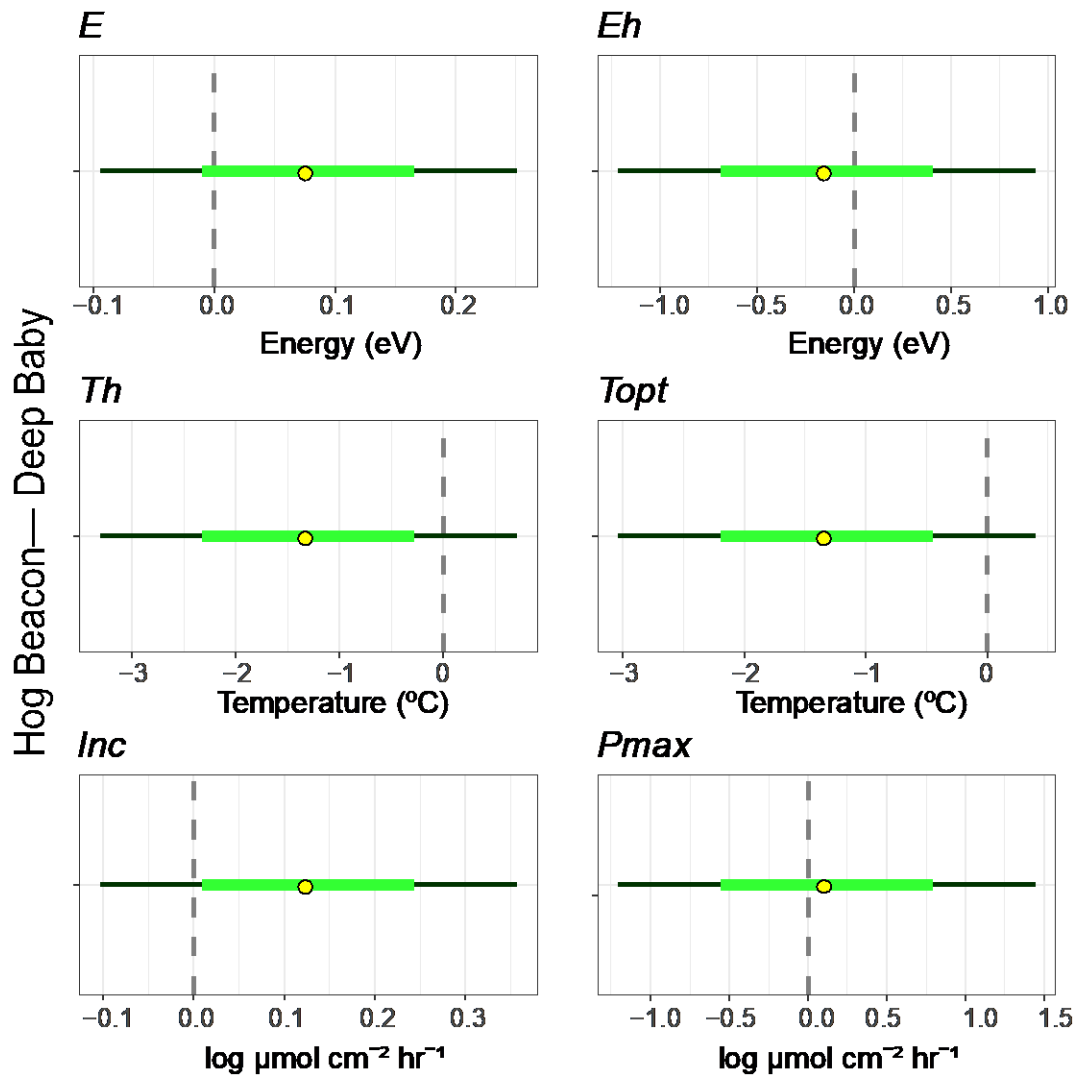 E
Eh
−0.1 0.0 0.1 0.2
−1.0 −0.5 0.0 0.5 1.0
Energy (eV)
Energy (eV)
Hog Beacon— Deep Baby
Th
Topt
−3 −2 −1 0
−3 −2 −1 0
Temperature (ºC)
Temperature (ºC)
Inc
Pmax
−0.1 0.0 0.1 0.2 0.3
−1.0 −0.5 0.0 0.5 1.0 1.5
log μmol cm⁻² hr⁻¹
log μmol cm⁻² hr⁻¹